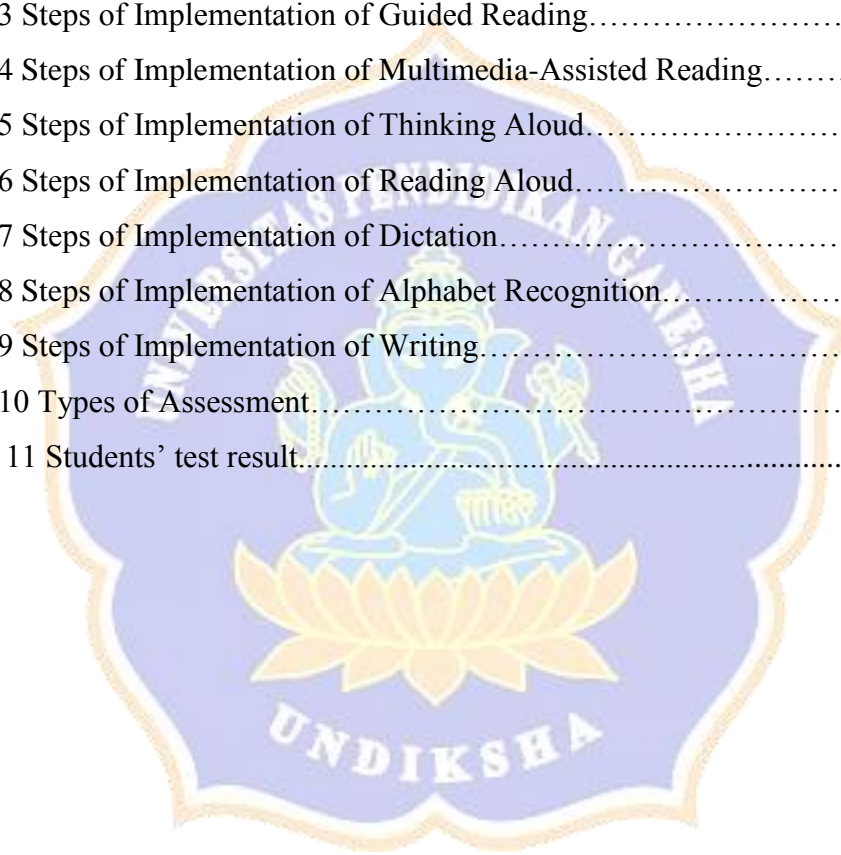 3 Steps of Implementation of Guided Reading……………………
4 Steps of Implementation of Multimedia-Assisted Reading………
5 Steps of Implementation of Thinking Aloud……………………
6 Steps of Implementation of Reading Aloud……………………
7 Steps of Implementation of Dictation……………………………
8 Steps of Implementation of Alphabet Recognition………………
9 Steps of Implementation of Writing………………………………
10 Types of Assessment………………………………………………
11 Students’ test result...............................................................
UNIVERSITAS PENDIDIKAN GANESHA
UNDIKSHA